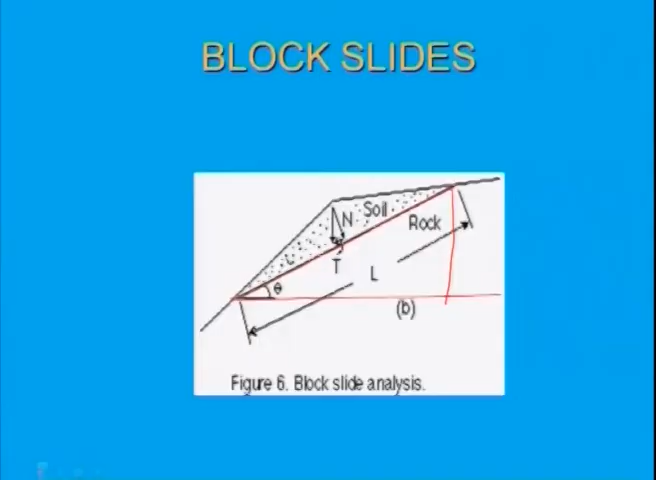 BLOCK SLIDES
Soil
N
Rock
T
L
θ
(b)
Figure 6. Block slide analysis.